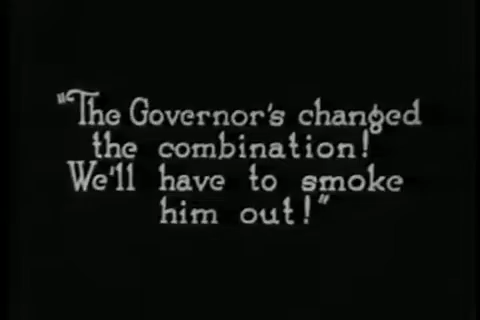 "The Governor's changed
the combination!
We'll have to smoke
him out!"